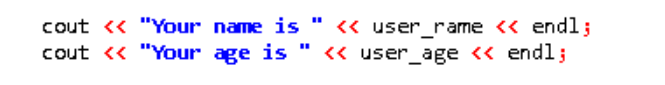 cout << "Your name is " << user_rame << endl;
cout << "Your age is " << user_age << endl;